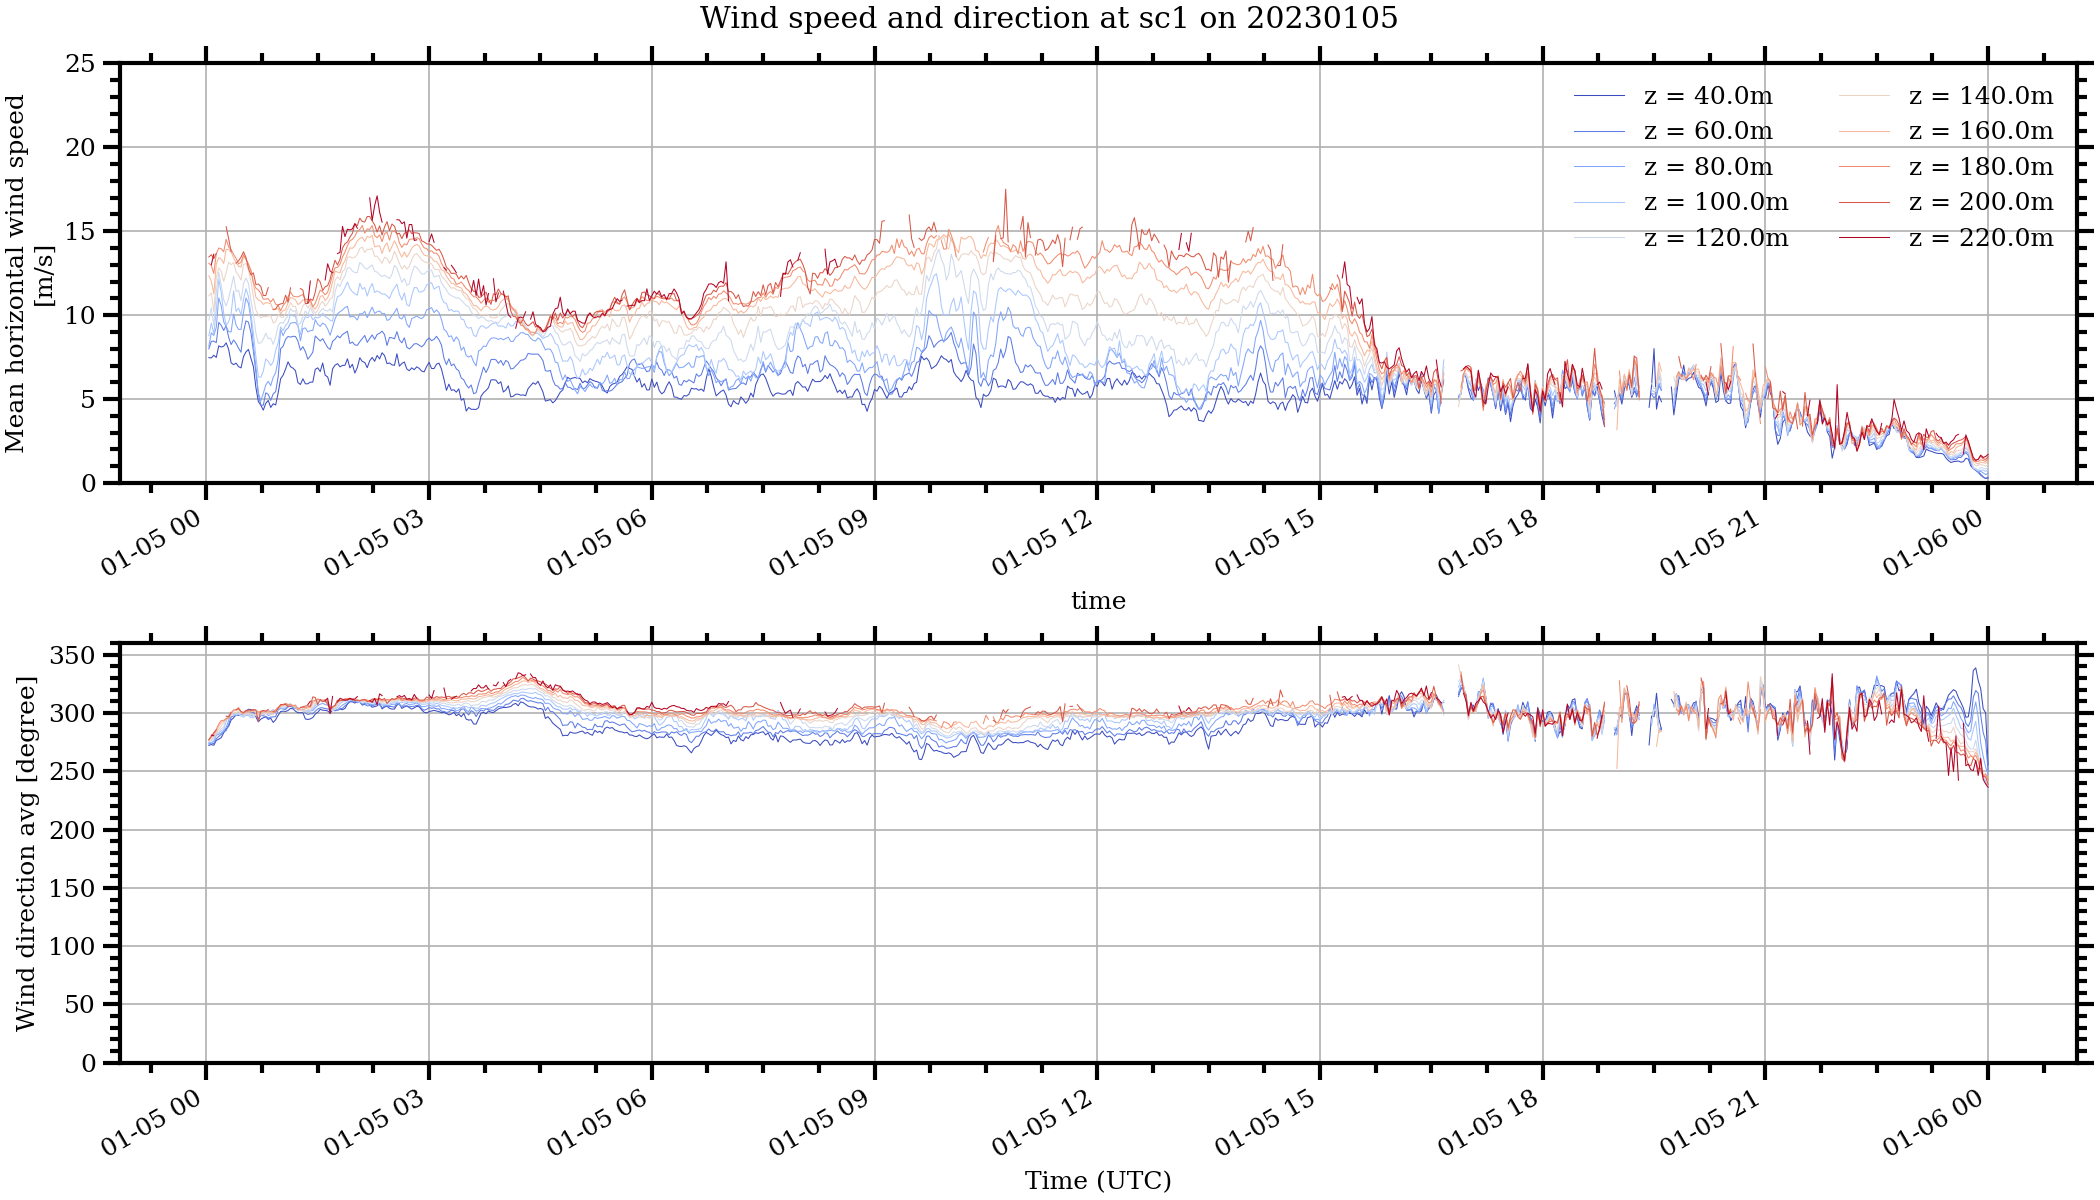 Wind speed and direction at sc1 on 20230105
Mean horizontal wind speed
[m/s]
25
20
15
10
5
0
z = 40.0m
z = 60.0m
z = 80.0m
z = 100.0m
z = 120.0m
z = 140.0m
z = 160.0m
z = 180.0m
z = 200.0m
z = 220.0m
01-05 00
01-05 03
01-05 06
01-05 09
01-05 12
01-05 15
01-05 18
01-05 21
01-06 00
time
Wind direction avg [degree]
350
300
250
200
150
100
50
0
01-05 00
01-05 03
01-05 06
01-05 09
01-05 12
01-05 15
01-05 18
01-05 21
01-06 00
Time (UTC)